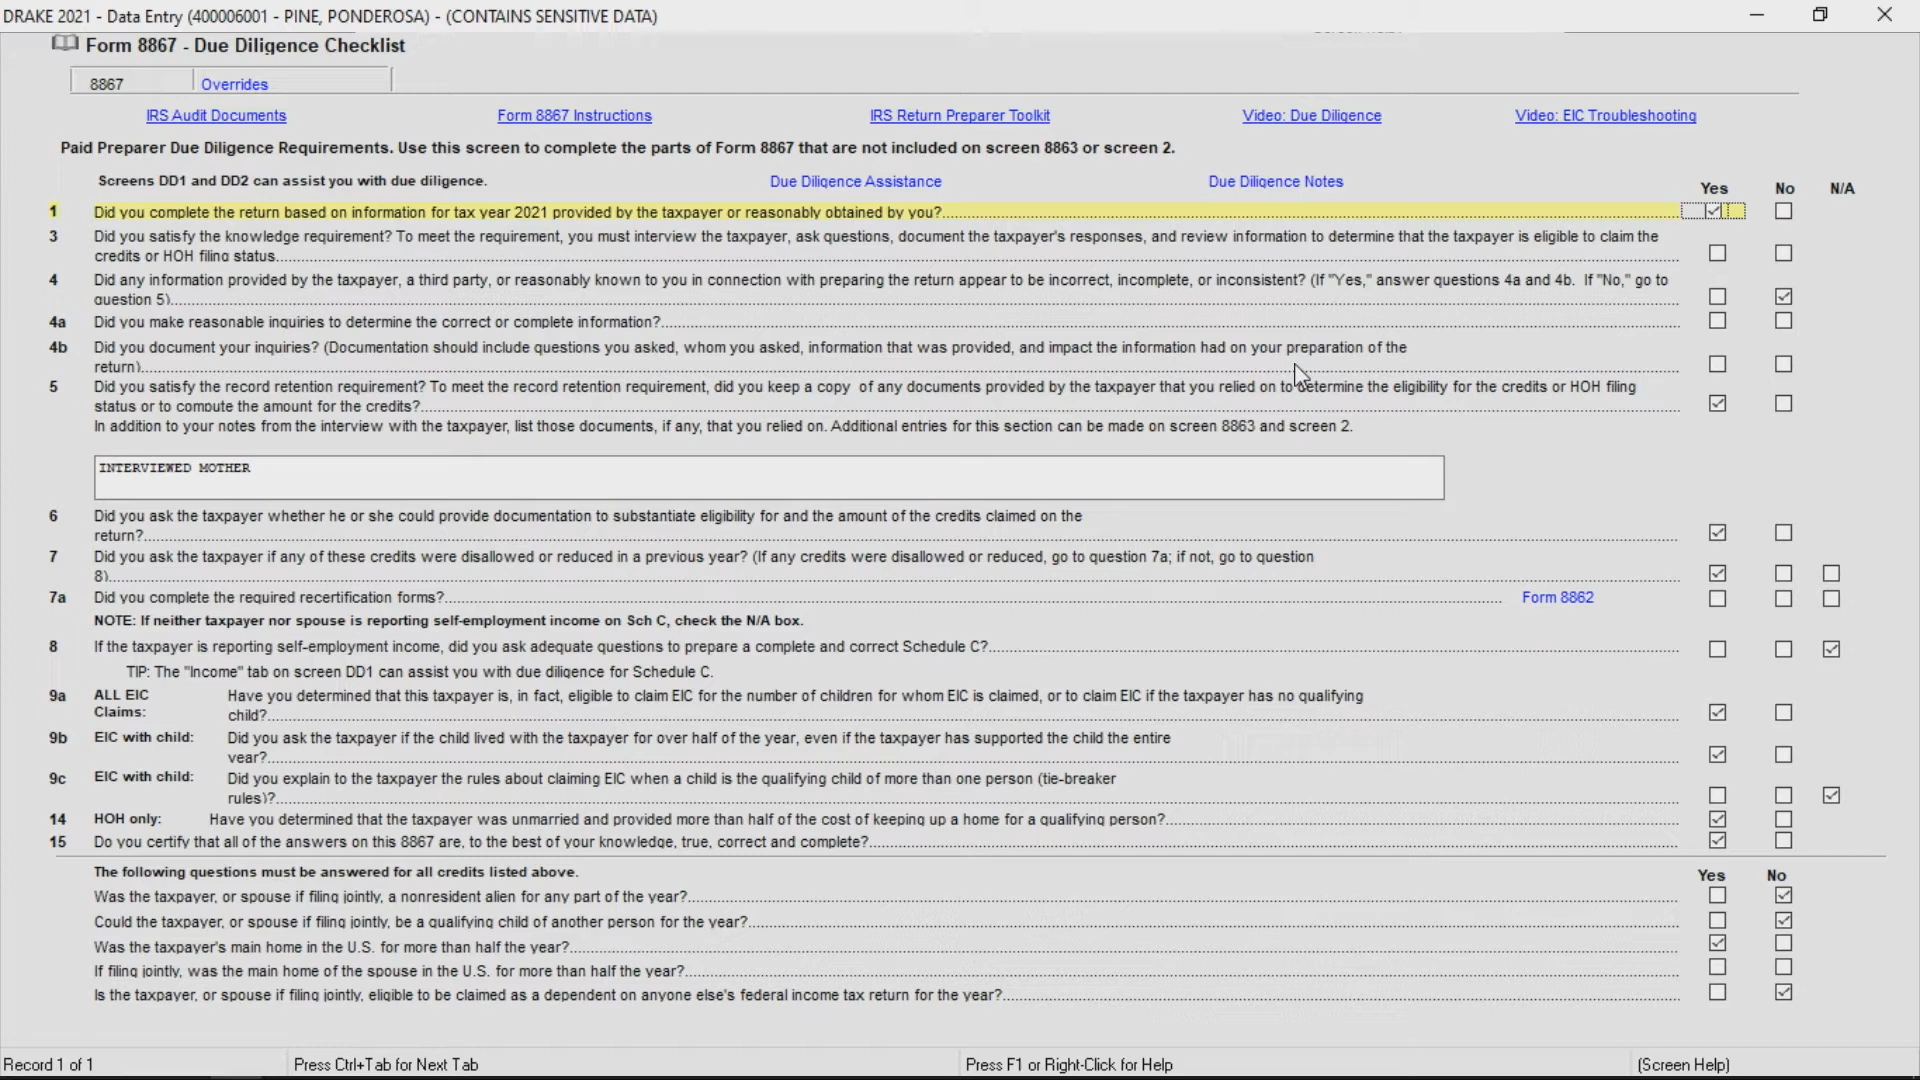 DRAKE 2021 - Data Entry (400006001 - PINE, PONDEROSA) - (CONTAINS SENSITIVE DATA)
Form 8867 - Due Diligence Checklist
8867 Overrides
IRS Audit Documents Form 8867 Instructions IRS Return Preparer Toolkit Video: Due Diligence Video: EIC Troubleshooting
Paid Preparer Due Diligence Requirements. Use this screen to complete the parts of Form 8867 that are not included on screen 8863 or screen 2.
Screens DD1 and DD2 can assist you with due diligence. Due Diligence Assistance Due Diligence Notes
Yes No N/A
1 Did you complete the return based on information for tax year 2021 provided by the taxpayer or reasonably obtained by you?
3 Did you satisfy the knowledge requirement? To meet the requirement, you must interview the taxpayer, ask questions, document the taxpayer's responses, and review information to determine that the taxpayer is eligible to claim the
credits or HOH filing status
4 Did any information provided by the taxpayer, a third party, or reasonably known to you in connection with preparing the return appear to be incorrect, incomplete, or inconsistent? (If "Yes," answer questions 4a and 4b. If "No," go to
question 5)
4a Did you make reasonable inquiries to determine the correct or complete information?
4b Did you document your inquiries? (Documentation should include questions you asked, whom you asked, information that was provided, and impact the information had on your preparation of the
return)
5 Did you satisfy the record retention requirement? To meet the record retention requirement, did you keep a copy of any documents provided by the taxpayer that you relied on to determine the eligibility for the credits or HOH filing
status or to compute the amount for the credits?
In addition to your notes from the interview with the taxpayer, list those documents, if any, that you relied on. Additional entries for this section can be made on screen 8863 and screen 2.
INTERVIEWED MOTHER
6 Did you ask the taxpayer whether he or she could provide documentation to substantiate eligibility for and the amount of the credits claimed on the
return?
7 Did you ask the taxpayer if any of these credits were disallowed or reduced in a previous year? (If any credits were disallowed or reduced, go to question 7a; if not, go to question
8)
7a Did you complete the required recertification forms? Form 8862
NOTE: If neither taxpayer nor spouse is reporting self-employment income on Sch C, check the N/A box.
8 If the taxpayer is reporting self-employment income, did you ask adequate questions to prepare a complete and correct Schedule C?
TIP: The "Income" tab on screen DD1 can assist you with due diligence for Schedule C.
9a ALL EIC Have you determined that this taxpayer is, in fact, eligible to claim EIC for the number of children for whom EIC is claimed, or to claim EIC if the taxpayer has no qualifying
Claims: child?
9b EIC with child: Did you ask the taxpayer if the child lived with the taxpayer for over half of the year, even if the taxpayer has supported the child the entire
year?
9c EIC with child: Did you explain to the taxpayer the rules about claiming EIC when a child is the qualifying child of more than one person (tie-breaker
rules)?
14 HOH only: Have you determined that the taxpayer was unmarried and provided more than half of the cost of keeping up a home for a qualifying person?
15 Do you certify that all of the answers on this 8867 are, to the best of your knowledge, true, correct and complete?
The following questions must be answered for all credits listed above. Yes No
Was the taxpayer, or spouse if filing jointly, a nonresident alien for any part of the year?
Could the taxpayer, or spouse if filing jointly, be a qualifying child of another person for the year?
Was the taxpayer's main home in the U.S. for more than half the year?
If filing jointly, was the main home of the spouse in the U.S. for more than half the year?
Is the taxpayer, or spouse if filing jointly, eligible to be claimed as a dependent on anyone else's federal income tax return for the year?
Record 1 of 1 Press Ctrl+Tab for Next Tab Press F1 or Right-Click for Help (Screen Help)